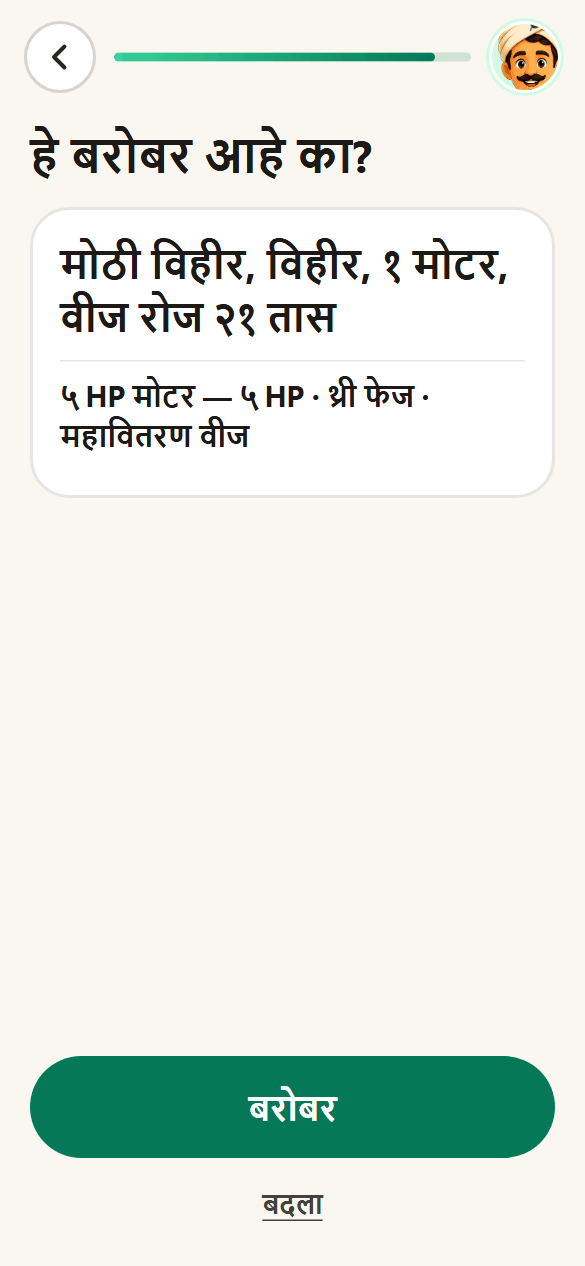 हे बरोबर आहे का?
मोठी विहीर, विहीर, १ मोटर,
वीज रोज २१ तास
५ HP मोटर — ५ HP · थ्री फेज ·
महावितरण वीज
बरोबर
बदला